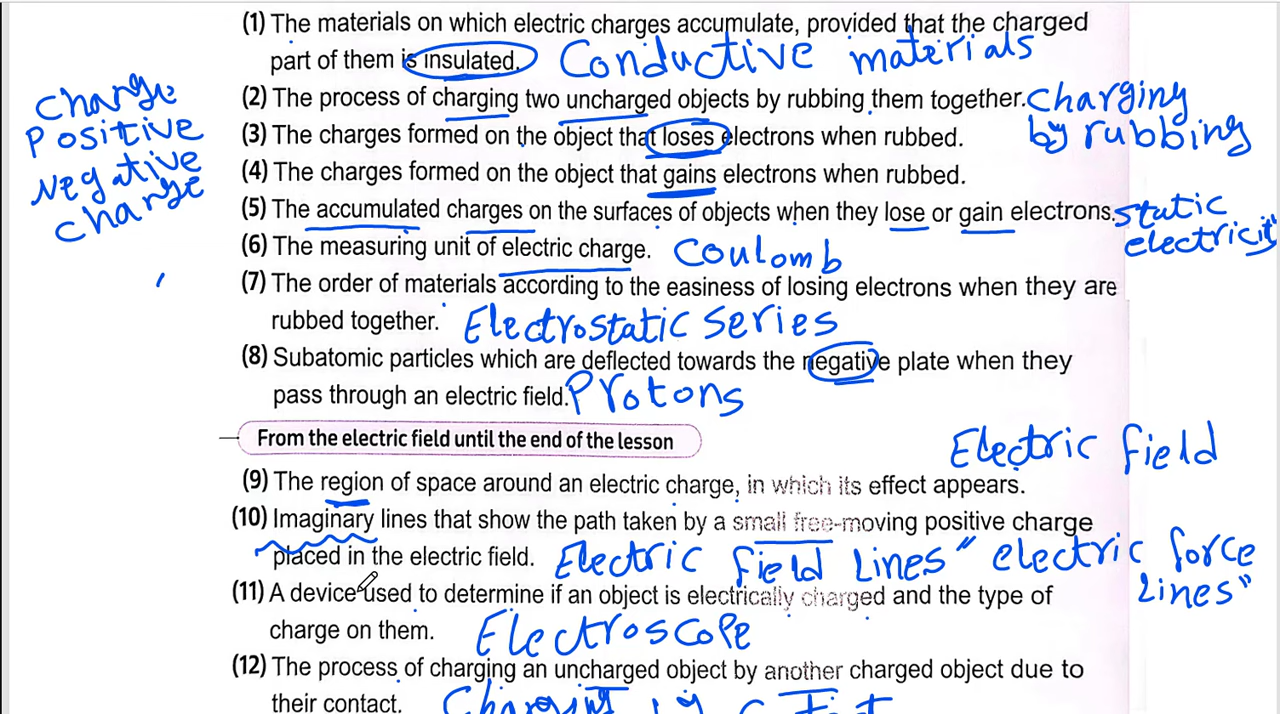 (1) The materials on which electric charges accumulate, provided that the charged
part of them is insulated. Conductive materials
(2) The process of charging two uncharged objects by rubbing them together. Charging
by rubbing
(3) The charges formed on the object that loses electrons when rubbed.
(4) The charges formed on the object that gains electrons when rubbed.
Charge
Positive
Negative
charge
(5) The accumulated charges on the surfaces of objects when they lose or gain electrons. Static
electricit
(6) The measuring unit of electric charge. Coulomb
(7) The order of materials according to the easiness of losing electrons when they are
rubbed together. Electrostatic series
(8) Subatomic particles which are deflected towards the negative plate when they
pass through an electric field. Protons
From the electric field until the end of the lesson
Electric field
(9) The region of space around an electric charge, in which its effect appears.
(10) Imaginary lines that show the path taken by a small free-moving positive charge
placed in the electric field. Electric field Lines " electric force
Lines "
(11) A device used to determine if an object is electrically charged and the type of
charge on them. Electroscope
(12) The process of charging an uncharged object by another charged object due to
their contact.